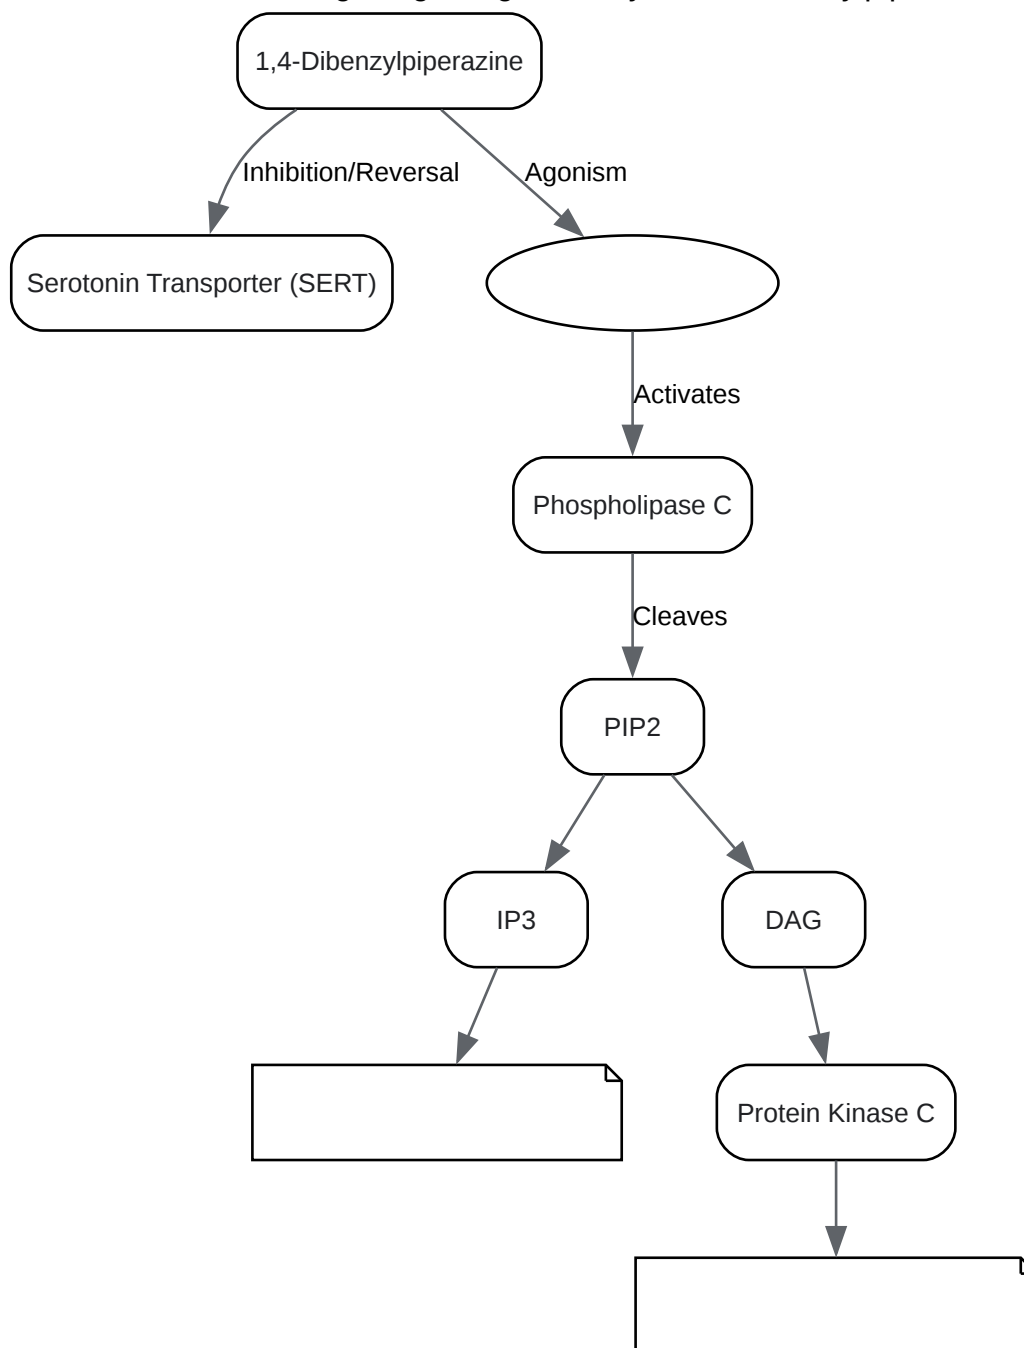 1,4-Dibenzylpiperazine
Inhibition/Reversal
Agonism
Serotonin Transporter (SERT)
Activates
Phospholipase C
Cleaves
PIP2
IP3
DAG
Protein Kinase C